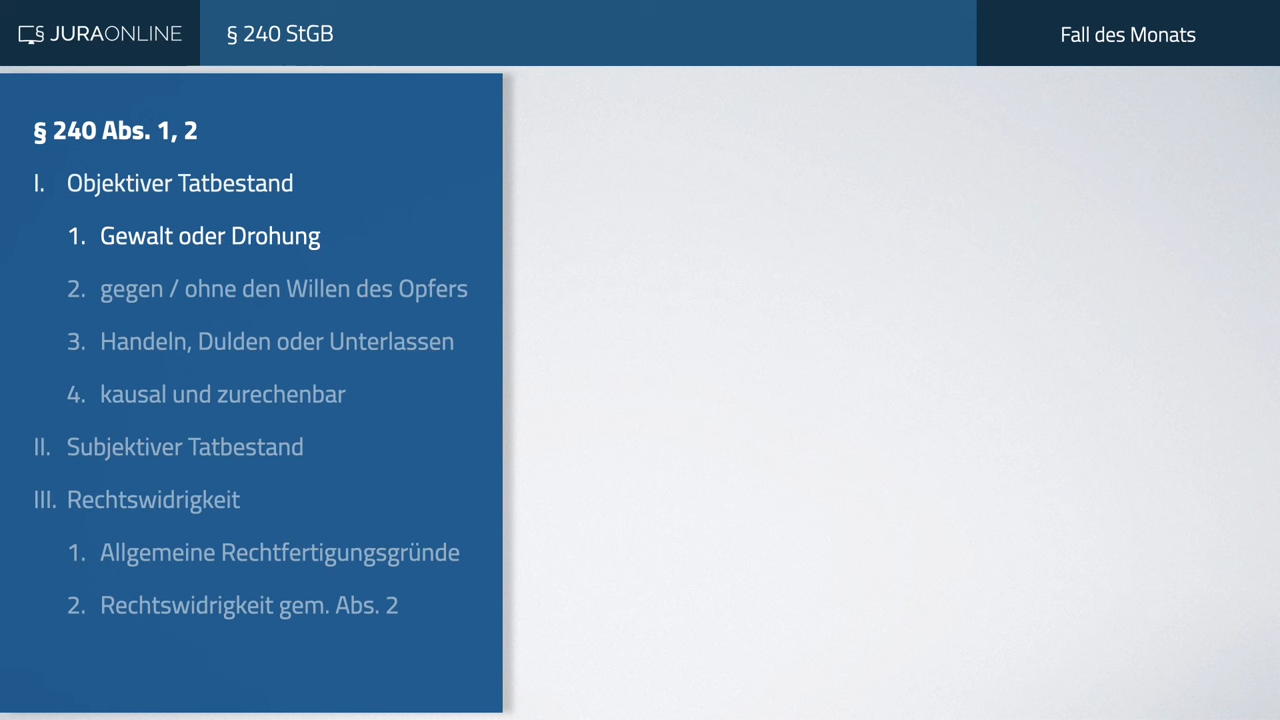 JURAONLINE
§ 240 StGB
Fall des Monats
§ 240 Abs. 1, 2
I. Objektiver Tatbestand
1. Gewalt oder Drohung
2. gegen / ohne den Willen des Opfers
3. Handeln, Dulden oder Unterlassen
4. kausal und zurechenbar
II. Subjektiver Tatbestand
III. Rechtswidrigkeit
1. Allgemeine Rechtfertigungsgründe
2. Rechtswidrigkeit gem. Abs. 2